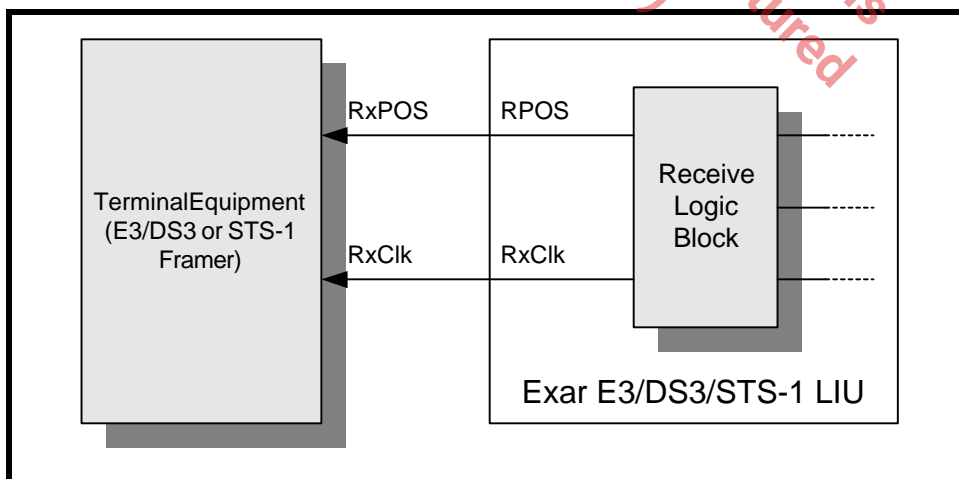 tured
RxPOS
RPOS
Receive
Logic
Block
TerminalEquipment
(E3/DS3 or STS-1
Framer)
RxClk
RxClk
Exar E3/DS3/STS-1 LIU